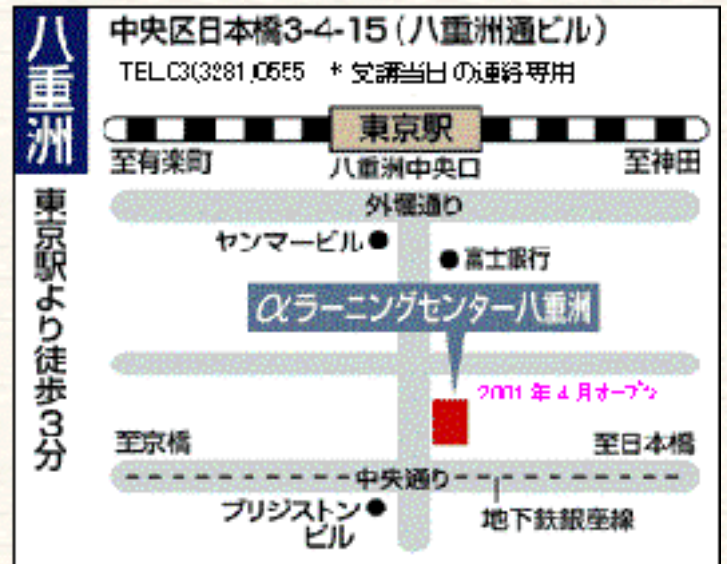 八重洲
東京駅より徒歩3分
中央区日本橋3-4-15(八重洲通ビル)
TEL.03(3281)0555 *受講当日の連絡専用
東京駅
至有楽町
八重洲中央口
至神田
外堀通り
ヤンマービル
富士銀行
αラーニングセンター八重洲
2001年4月オープン
至京橋
至日本橋
中央通り
ブリジストン
ビル
地下鉄銀座線